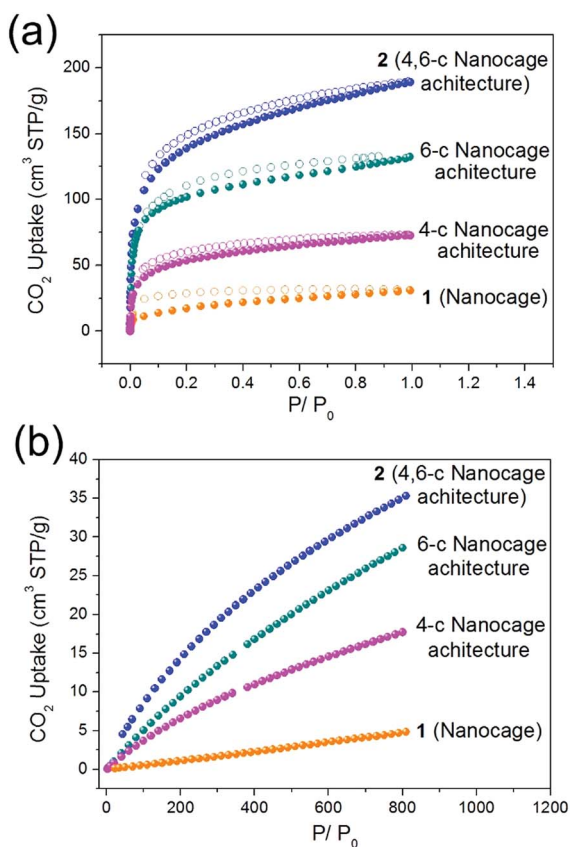 (a)
2 (4,6-c Nanocage
achitecture)
6-c Nanocage
achitecture
4-c Nanocage
achitecture
1 (Nanocage)
CO₂ Uptake (cm³ STP/g)
200
150
100
50
0
0.0 0.2 0.4 0.6 0.8 1.0 1.2 1.4
P/ P₀
(b)
2 (4,6-c Nanocage
achitecture)
6-c Nanocage
achitecture
4-c Nanocage
achitecture
1 (Nanocage)
CO₂ Uptake (cm³ STP/g)
40
35
30
25
20
15
10
5
0
0 200 400 600 800 1000 1200
P/ P₀